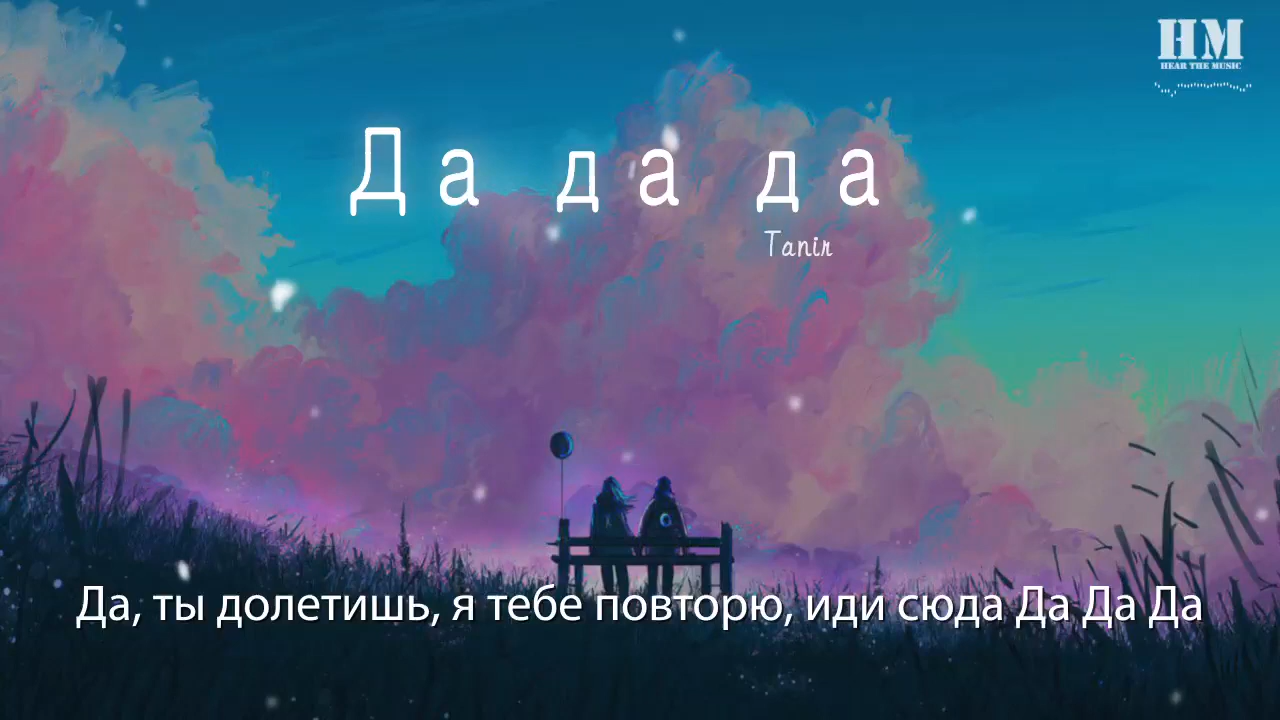 HM
HEAR THE MUSIC
Да да да
Tanir
Да, ты долетишь, я тебе повторю, иди сюда Да Да Да